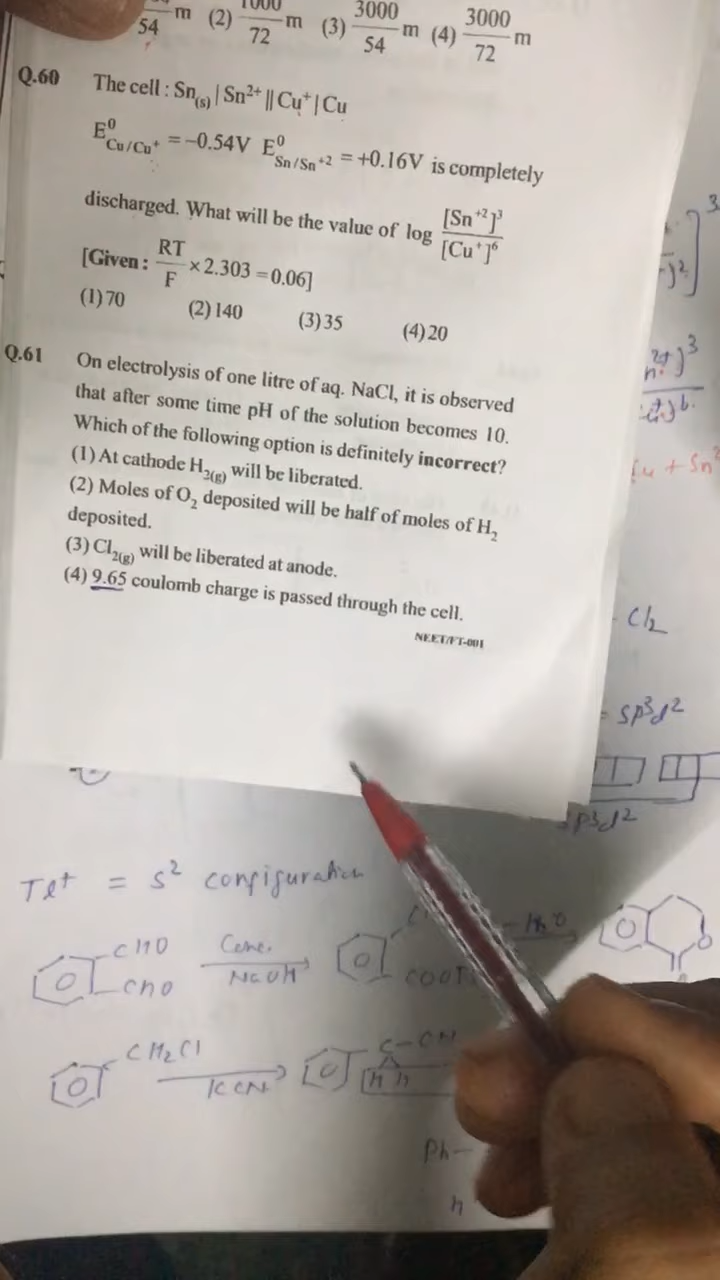 54 m (2) 1000/72 m (3) 3000/54 m (4) 3000/72 m
Q.60 The cell : Sn(s) | Sn²⁺ || Cu⁺ | Cu
E⁰Cu/Cu⁺ = −0.54V E⁰Sn/Sn⁺² = +0.16V is completely
discharged. What will be the value of log [Sn⁺²]³/[Cu⁺]⁶
[Given : RT/F × 2.303 = 0.06]
(1) 70 (2) 140 (3) 35 (4) 20
Q.61 On electrolysis of one litre of aq. NaCl, it is observed
that after some time pH of the solution becomes 10.
Which of the following option is definitely incorrect?
(1) At cathode H2(g) will be liberated.
(2) Moles of O₂ deposited will be half of moles of H₂
deposited.
(3) Cl2(g) will be liberated at anode.
(4) 9.65 coulomb charge is passed through the cell.
NEET/FT-001
Cl₂
= sp³d²
sp³d²
Tl⁺ = s² configuration
CHO
CHO
Conc.
NaOH
CH₂Cl
KCN
C-CN
H H
Ph-